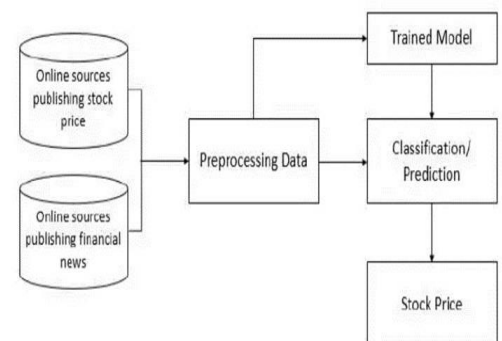 Online sources
publishing stock
price
Online sources
publishing financial
news
Preprocessing Data
Trained Model
Classification/
Prediction
Stock Price